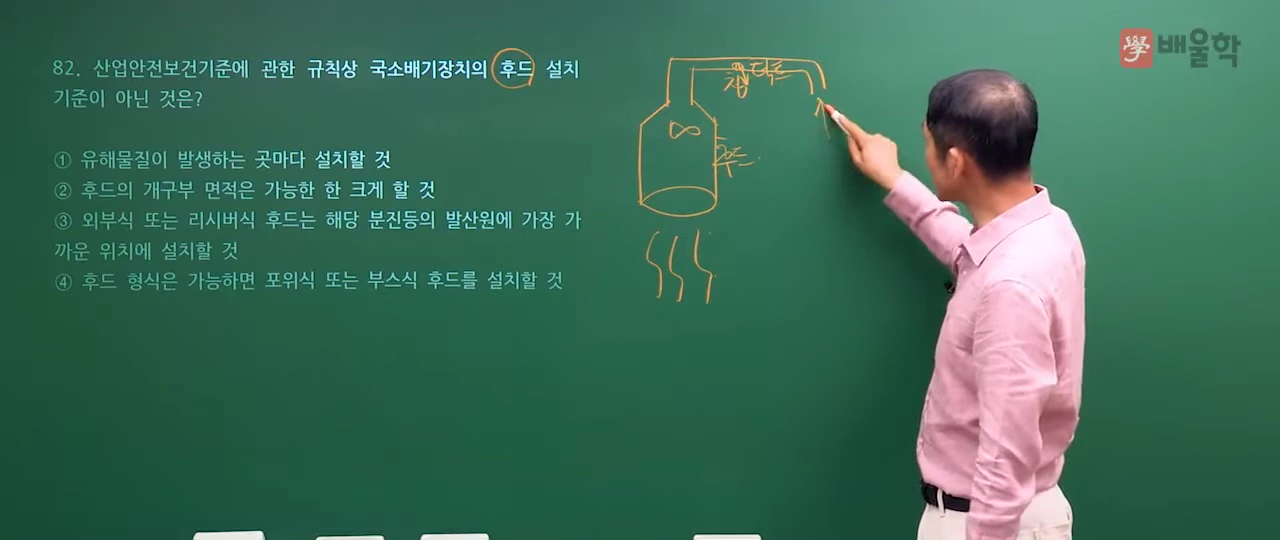 學 배울학
82. 산업안전보건기준에 관한 규칙상 국소배기장치의 후드 설치
기준이 아닌 것은?
① 유해물질이 발생하는 곳마다 설치할 것
② 후드의 개구부 면적은 가능한 한 크게 할 것
③ 외부식 또는 리시버식 후드는 해당 분진등의 발산원에 가장 가
까운 위치에 설치할 것
④ 후드 형식은 가능하면 포위식 또는 부스식 후드를 설치할 것
덕트
후드